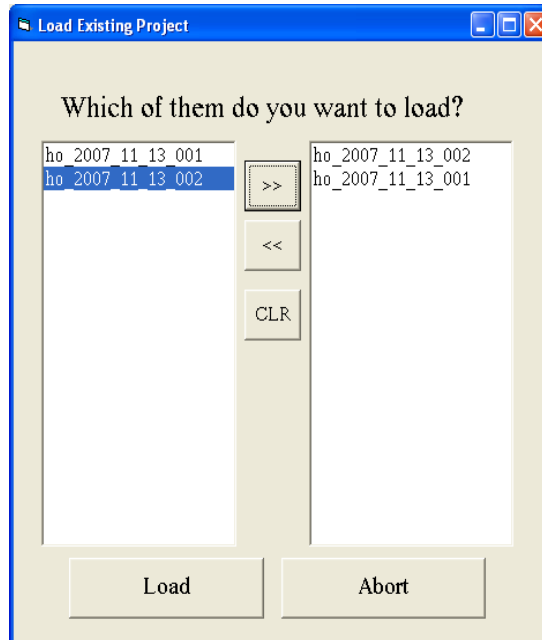 Load Existing Project
Which of them do you want to load?
ho_2007_11_13_001
ho_2007_11_13_002
>>
<<
CLR
ho_2007_11_13_002
ho_2007_11_13_001
Load
Abort